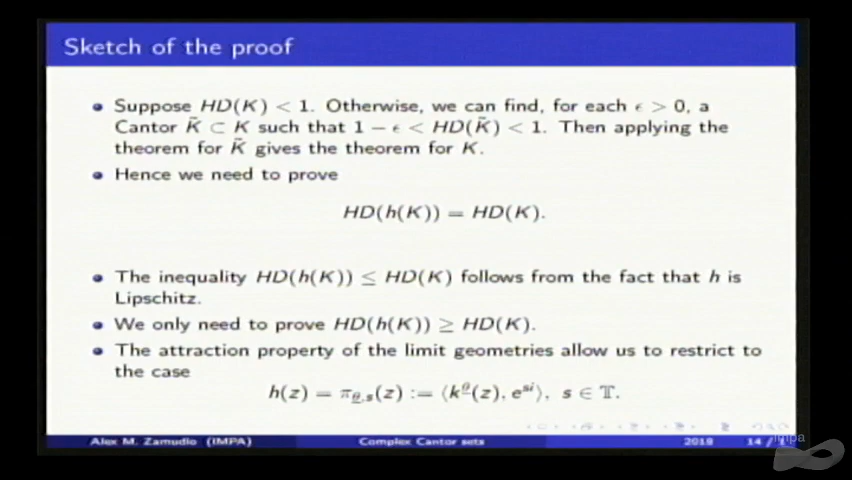 Sketch of the proof
Suppose HD(K) < 1. Otherwise, we can find, for each ϵ > 0, a
Cantor K̃ ⊂ K such that 1 − ϵ < HD(K̃) < 1. Then applying the
theorem for K̃ gives the theorem for K.
Hence we need to prove
HD(h(K)) = HD(K).
The inequality HD(h(K)) ≤ HD(K) follows from the fact that h is
Lipschitz.
We only need to prove HD(h(K)) ≥ HD(K).
The attraction property of the limit geometries allow us to restrict to
the case
h(z) = π_{θ,s}(z) := ⟨k^θ(z), e^{si}⟩, s ∈ 𝕋.
Alex M. Zamudio (IMPA) Complex Cantor sets 2018 14 /
impa